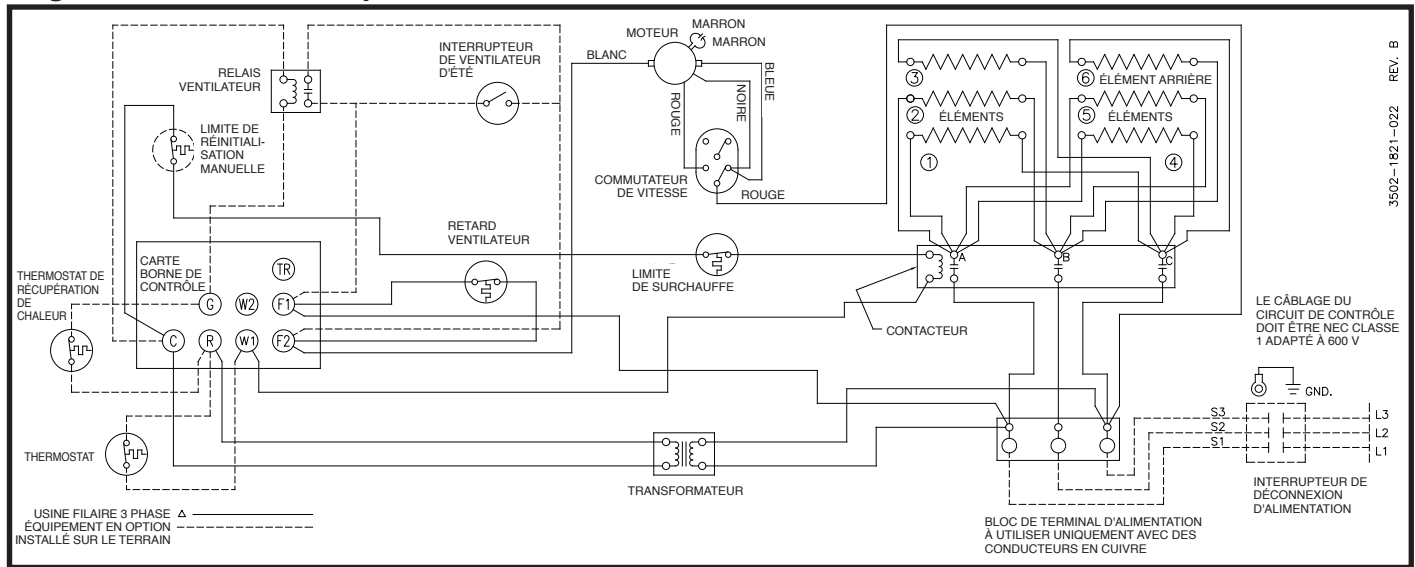 MARRON
MOTEUR
MARRON
BLANC
INTERRUPTEUR
DE VENTILATEUR
D'ÉTÉ
RELAIS
VENTILATEUR
LIMITE DE
RÉINITIALI-
SATION
MANUELLE
ROUGE
NOIRE
BLEUE
COMMUTATEUR
DE VITESSE
ROUGE
3
6 ÉLÉMENT ARRIÈRE
2 ÉLÉMENTS 5
1 4
3502-1821-022 REV. B
RETARD
VENTILATEUR
CARTE
BORNE DE
CONTRÔLE
TR
G W2 F1
C R W1 F2
THERMOSTAT DE
RÉCUPÉRATION
DE
CHALEUR
LIMITE
DE SURCHAUFFE
A B C
CONTACTEUR
LE CÂBLAGE DU
CIRCUIT DE CONTRÔLE
DOIT ÊTRE NEC CLASSE
1 ADAPTÉ À 600 V
GND.
S3 L3
S2 L2
S1 L1
INTERRUPTEUR DE
DÉCONNEXION
D'ALIMENTATION
THERMOSTAT
TRANSFORMATEUR
BLOC DE TERMINAL D'ALIMENTATION
À UTILISER UNIQUEMENT AVEC DES
CONDUCTEURS EN CUIVRE
USINE FILAIRE 3 PHASE Δ
ÉQUIPEMENT EN OPTION
INSTALLÉ SUR LE TERRAIN